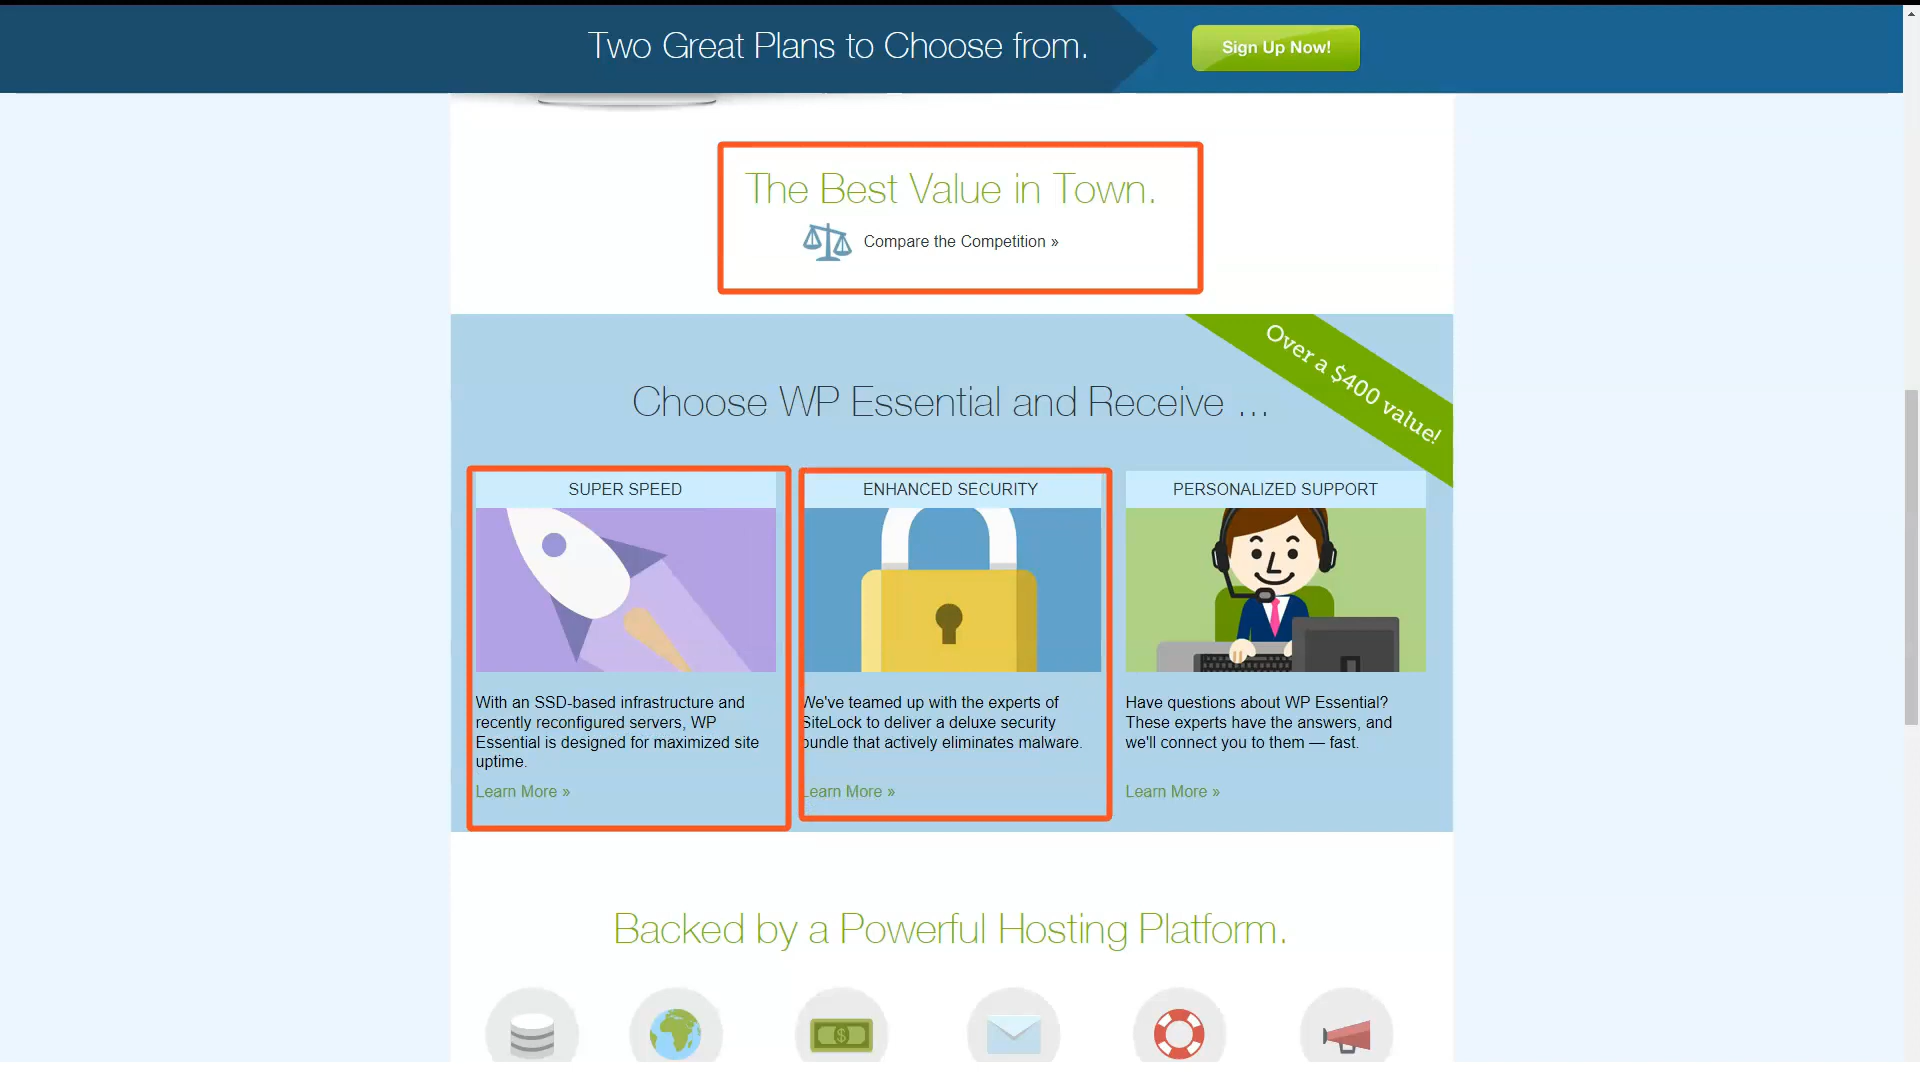 Two Great Plans to Choose from.
Sign Up Now!
The Best Value in Town.
Compare the Competition »
Over a $400 value!
Choose WP Essential and Receive ...
SUPER SPEED
With an SSD-based infrastructure and
recently reconfigured servers, WP
Essential is designed for maximized site
uptime.
Learn More »
ENHANCED SECURITY
We've teamed up with the experts of
SiteLock to deliver a deluxe security
bundle that actively eliminates malware.
Learn More »
PERSONALIZED SUPPORT
Have questions about WP Essential?
These experts have the answers, and
we'll connect you to them — fast.
Learn More »
Backed by a Powerful Hosting Platform.